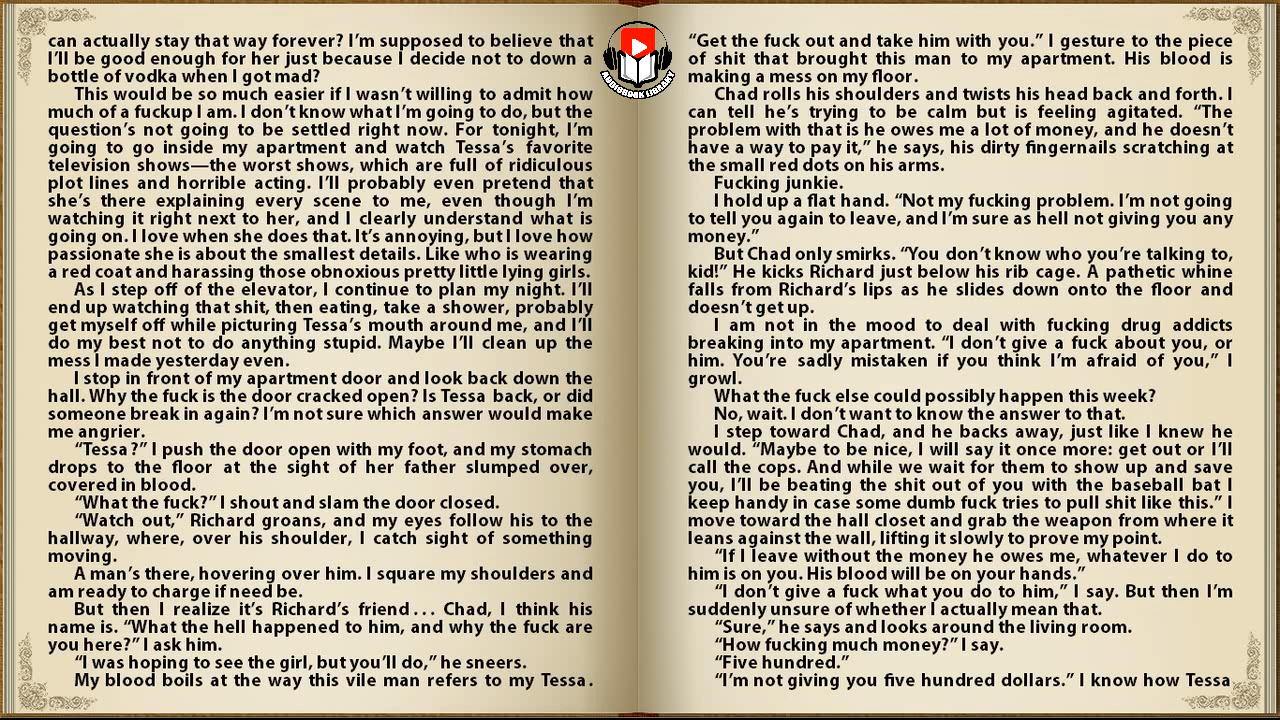 can actually stay that way forever? I'm supposed to believe that
I'll be good enough for her just because I decide not to down a
bottle of vodka when I got mad?
This would be so much easier if I wasn't willing to admit how
much of a fuckup I am. I don't know what I'm going to do, but the
question's not going to be settled right now. For tonight, I'm
going to go inside my apartment and watch Tessa's favorite
television shows—the worst shows, which are full of ridiculous
plot lines and horrible acting. I'll probably even pretend that
she's there explaining every scene to me, even though I'm
watching it right next to her, and I clearly understand what is
going on. I love when she does that. It's annoying, but I love how
passionate she is about the smallest details. Like who is wearing
a red coat and harassing those obnoxious pretty little lying girls.
As I step off of the elevator, I continue to plan my night. I'll
end up watching that shit, then eating, take a shower, probably
get myself off while picturing Tessa's mouth around me, and I'll
do my best not to do anything stupid. Maybe I'll clean up the
mess I made yesterday even.
I stop in front of my apartment door and look back down the
hall. Why the fuck is the door cracked open? Is Tessa back, or did
someone break in again? I'm not sure which answer would make
me angrier.
“Tessa?” I push the door open with my foot, and my stomach
drops to the floor at the sight of her father slumped over,
covered in blood.
“What the fuck?” I shout and slam the door closed.
“Watch out,” Richard groans, and my eyes follow his to the
hallway, where, over his shoulder, I catch sight of something
moving.
A man's there, hovering over him. I square my shoulders and
am ready to charge if need be.
But then I realize it's Richard's friend . . . Chad, I think his
name is. “What the hell happened to him, and why the fuck are
you here?” I ask him.
“I was hoping to see the girl, but you'll do,” he sneers.
My blood boils at the way this vile man refers to my Tessa.
AUDIOBOOK LIBRARY
“Get the fuck out and take him with you.” I gesture to the piece
of shit that brought this man to my apartment. His blood is
making a mess on my floor.
Chad rolls his shoulders and twists his head back and forth. I
can tell he's trying to be calm but is feeling agitated. “The
problem with that is he owes me a lot of money, and he doesn't
have a way to pay it,” he says, his dirty fingernails scratching at
the small red dots on his arms.
Fucking junkie.
I hold up a flat hand. “Not my fucking problem. I'm not going
to tell you again to leave, and I'm sure as hell not giving you any
money.”
But Chad only smirks. “You don't know who you're talking to,
kid!” He kicks Richard just below his rib cage. A pathetic whine
falls from Richard's lips as he slides down onto the floor and
doesn't get up.
I am not in the mood to deal with fucking drug addicts
breaking into my apartment. “I don't give a fuck about you, or
him. You're sadly mistaken if you think I'm afraid of you,” I
growl.
What the fuck else could possibly happen this week?
No, wait. I don't want to know the answer to that.
I step toward Chad, and he backs away, just like I knew he
would. “Maybe to be nice, I will say it once more: get out or I'll
call the cops. And while we wait for them to show up and save
you, I'll be beating the shit out of you with the baseball bat I
keep handy in case some dumb fuck tries to pull shit like this.” I
move toward the hall closet and grab the weapon from where it
leans against the wall, lifting it slowly to prove my point.
“If I leave without the money he owes me, whatever I do to
him is on you. His blood will be on your hands.”
“I don't give a fuck what you do to him,” I say. But then I'm
suddenly unsure of whether I actually mean that.
“Sure,” he says and looks around the living room.
“How fucking much money?” I say.
“Five hundred.”
“I'm not giving you five hundred dollars.” I know how Tessa